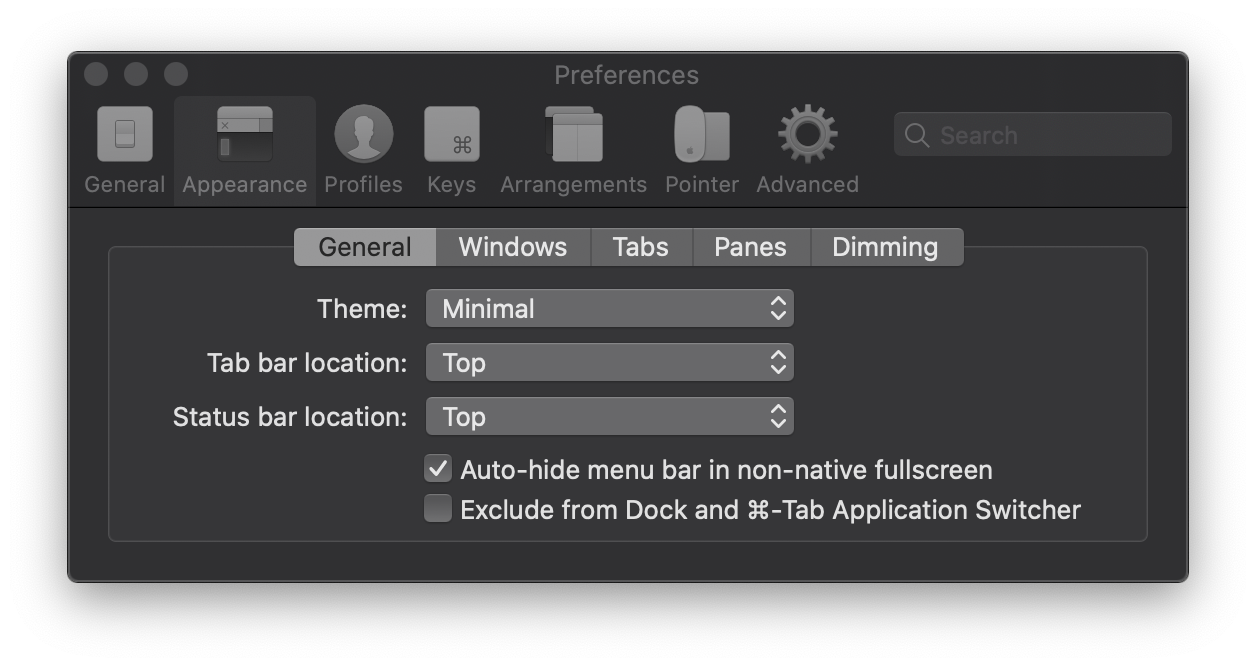 Preferences
General Appearance Profiles Keys Arrangements Pointer Advanced Search
General Windows Tabs Panes Dimming
Theme: Minimal
Tab bar location: Top
Status bar location: Top
Auto-hide menu bar in non-native fullscreen
Exclude from Dock and ⌘-Tab Application Switcher